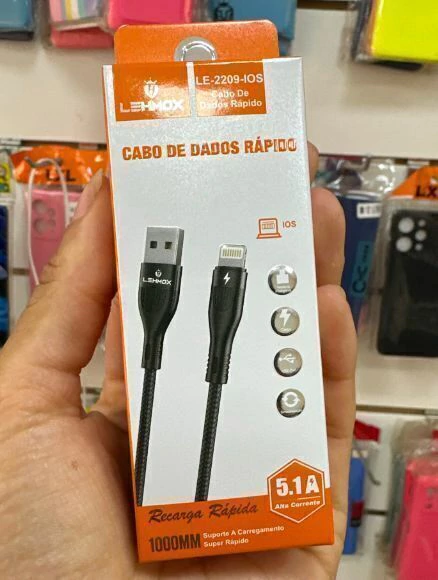 LEHMOX
LE-2209-IOS
Cabo De
Dados Rápido
CABO DE DADOS RÁPIDO
IOS
LEHMOX
5.1A
Alta Corrente
Recarga Rápida
1000MM
Suporte A Carregamento
Super Rápido
LXL